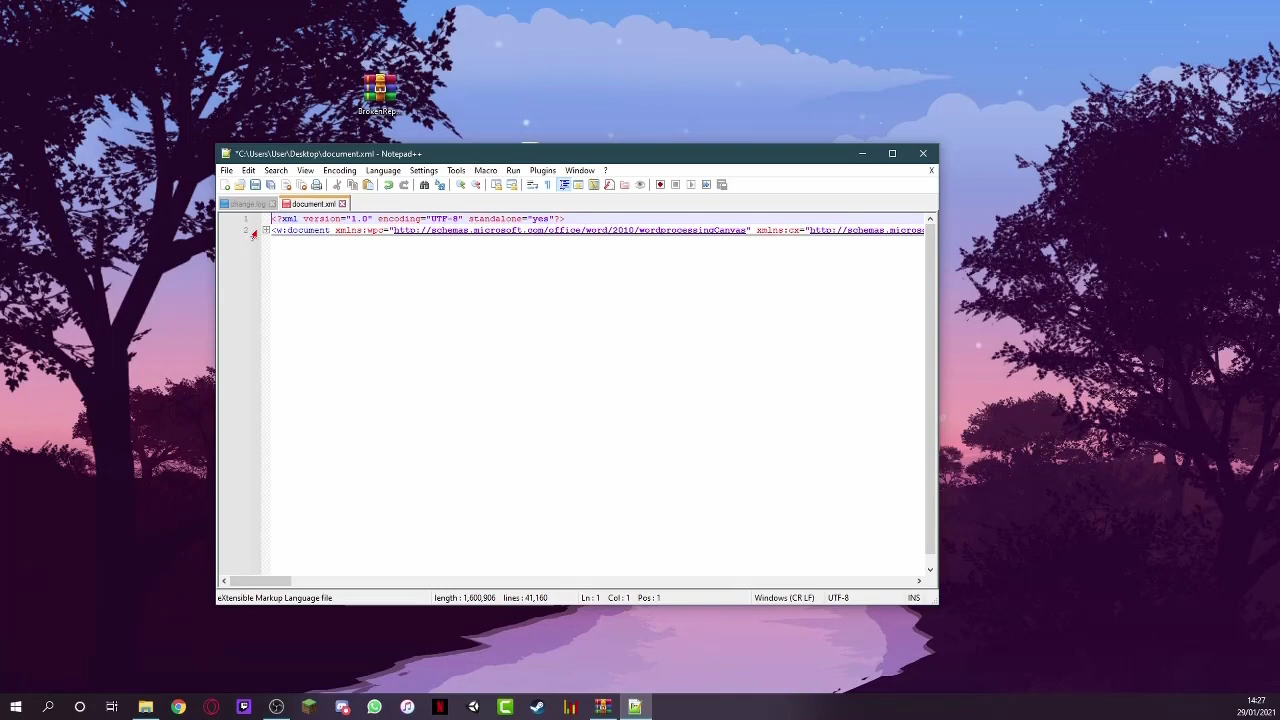 BrokenRep...
*C:\Users\User\Desktop\document.xml - Notepad++
File Edit Search View Encoding Language Settings Tools Macro Run Plugins Window ? X
change.log document.xml
1 <?xml version="1.0" encoding="UTF-8" standalone="yes"?>
2 <w:document xmlns:wpc="http://schemas.microsoft.com/office/word/2010/wordprocessingCanvas" xmlns:cx="http://schemas.micros
eXtensible Markup Language file length : 1,600,906 lines : 41,160 Ln : 1 Col : 1 Pos : 1 Windows (CR LF) UTF-8 INS
14:27
29/01/2021